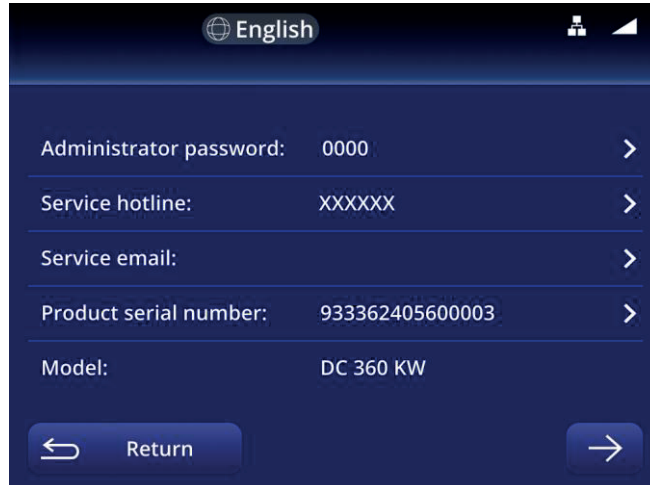 English
Administrator password: 0000
Service hotline: XXXXXX
Service email:
Product serial number: 933362405600003
Model: DC 360 KW
Return